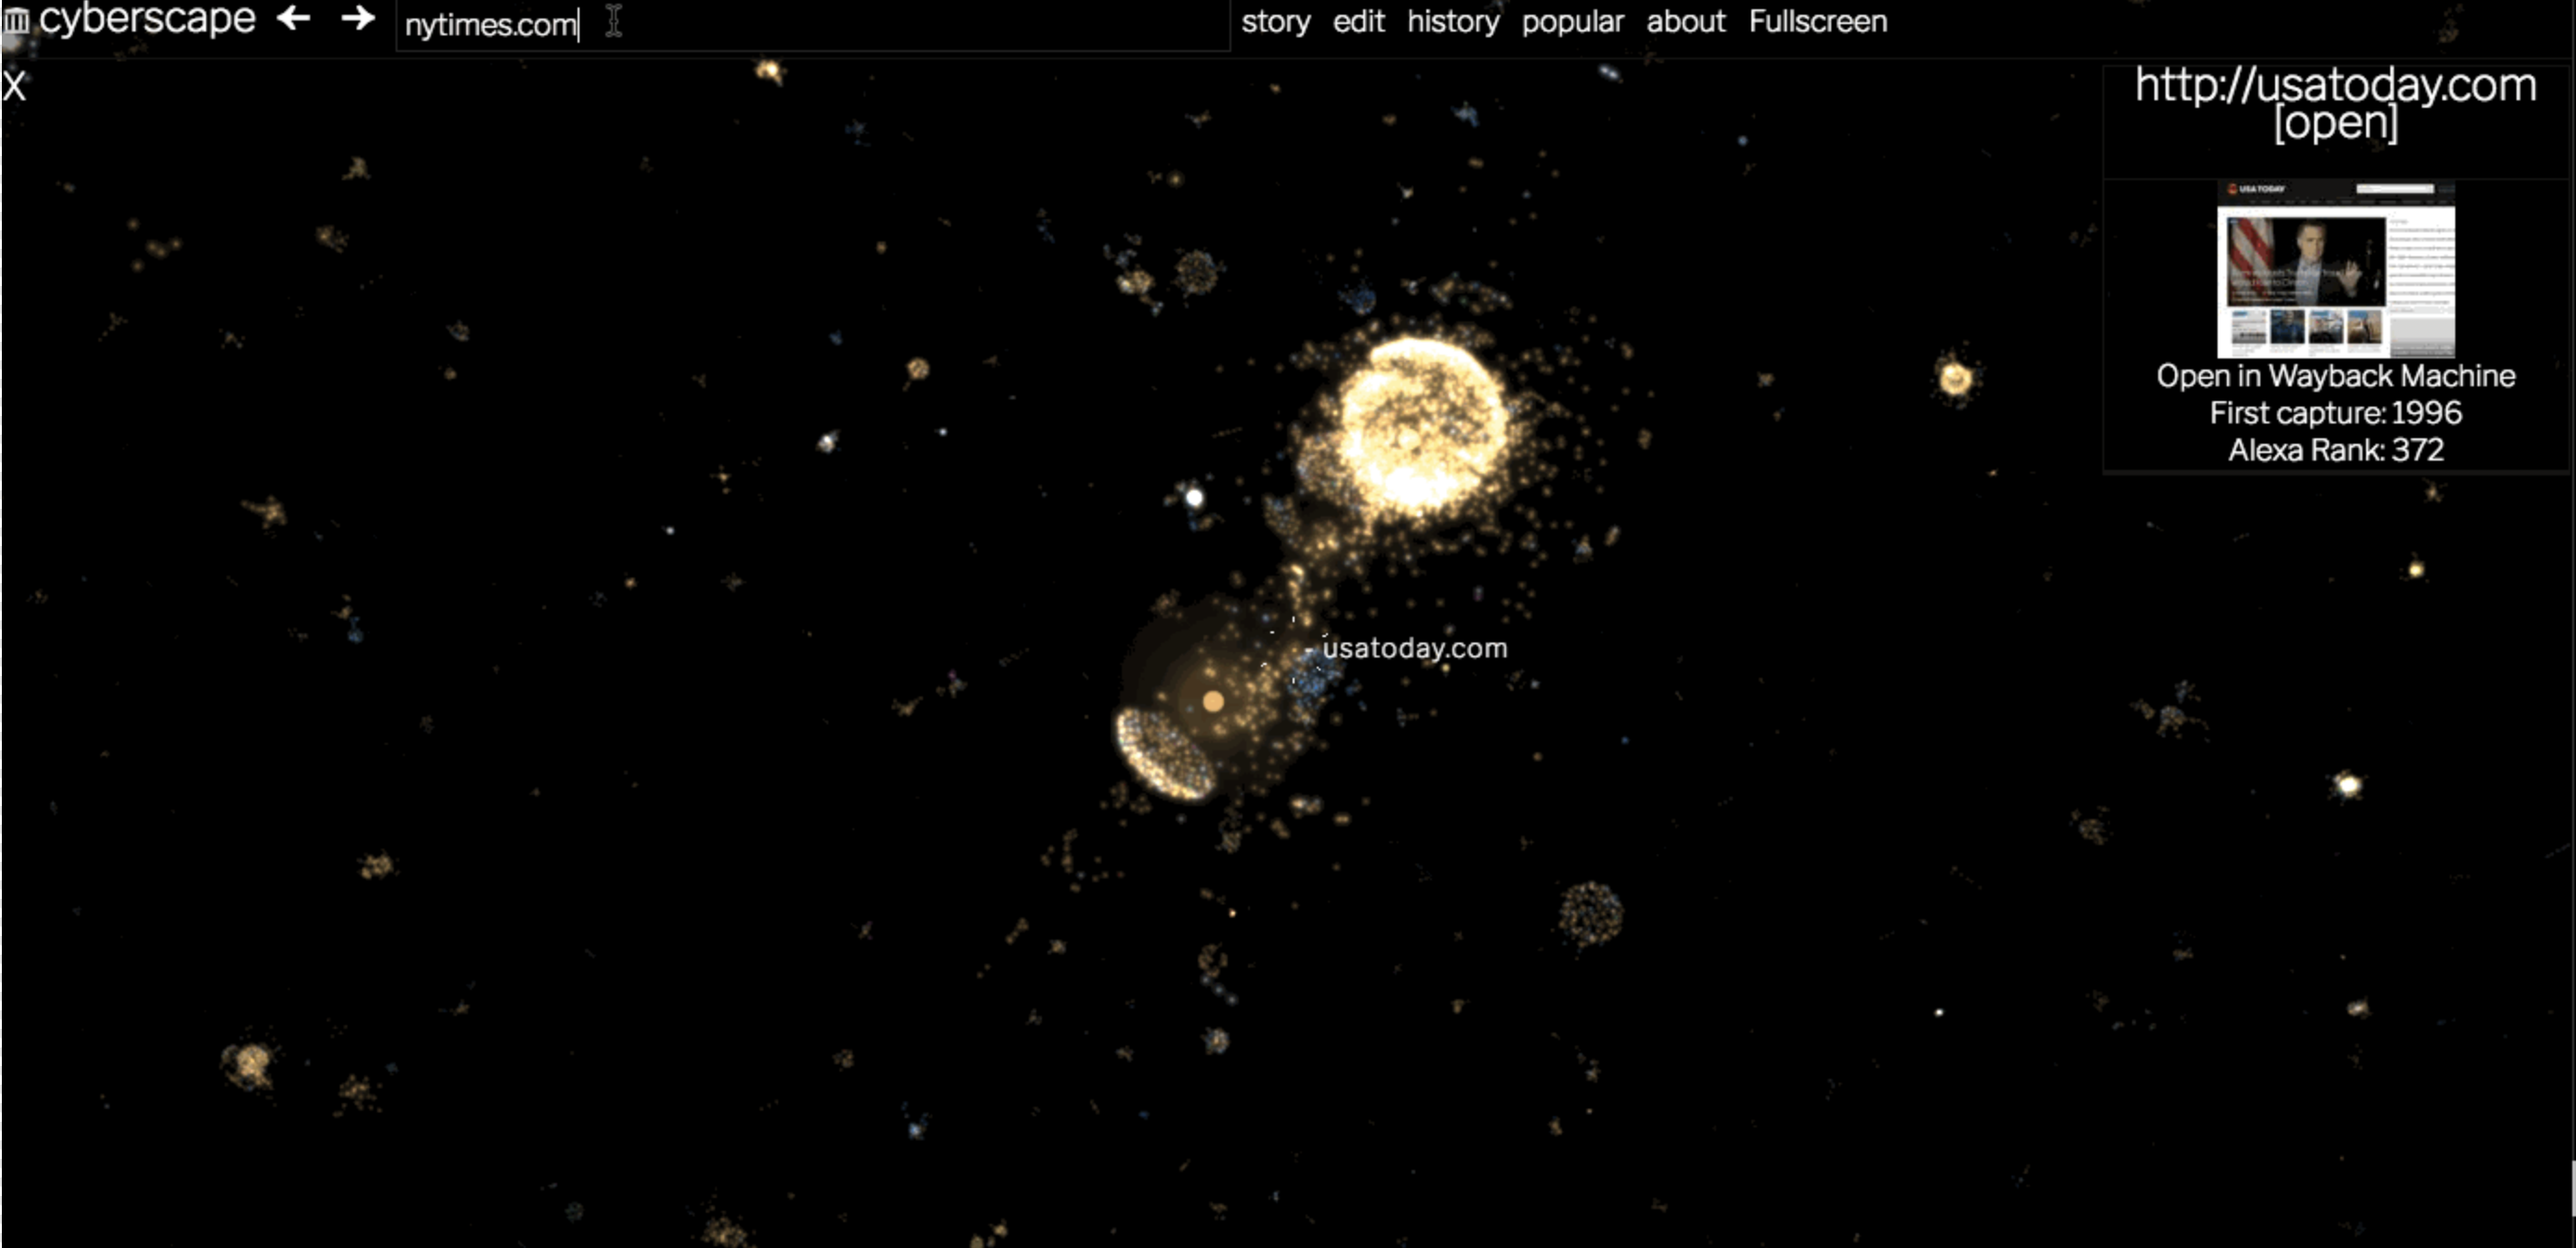 cyberscape
nytimes.com
story edit history popular about Fullscreen
X
http://usatoday.com
[open]
USA TODAY
Open in Wayback Machine
First capture: 1996
Alexa Rank: 372
usatoday.com